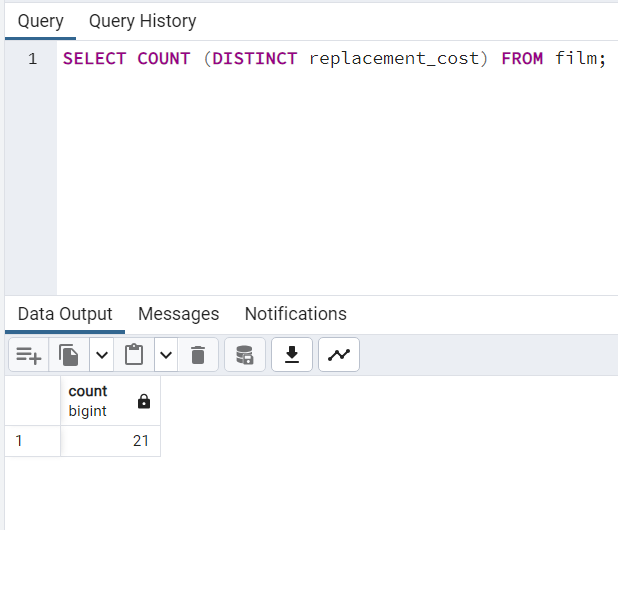 Query Query History
1 SELECT COUNT (DISTINCT replacement_cost) FROM film;
Data Output Messages Notifications
count
bigint
1 21